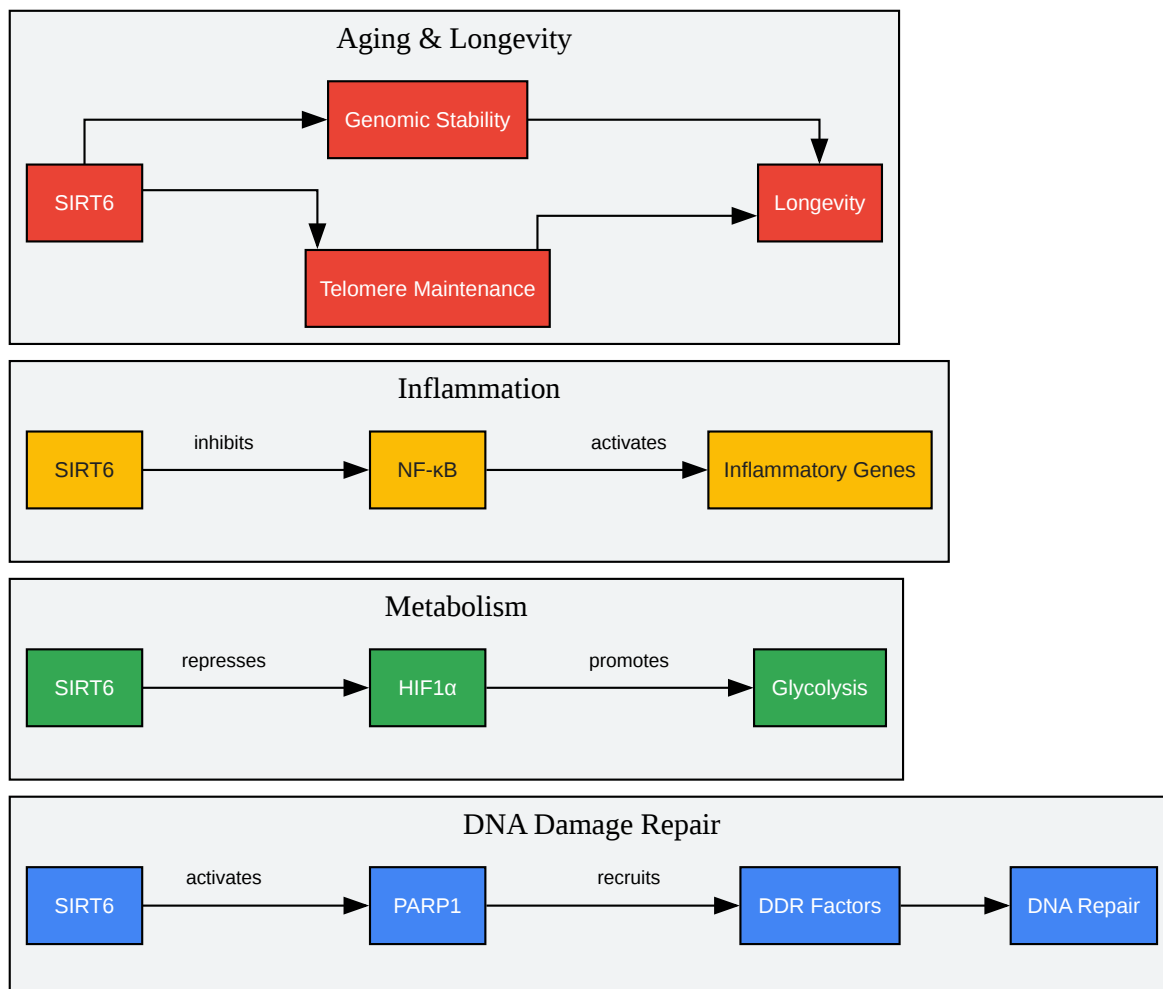 Aging & Longevity
Genomic Stability
SIRT6
Longevity
Telomere Maintenance
Inflammation
inhibits
activates
SIRT6
NF-κB
Inflammatory Genes
Metabolism
represses
promotes
SIRT6
HIF1α
Glycolysis
DNA Damage Repair
activates
recruits
SIRT6
PARP1
DDR Factors
DNA Repair